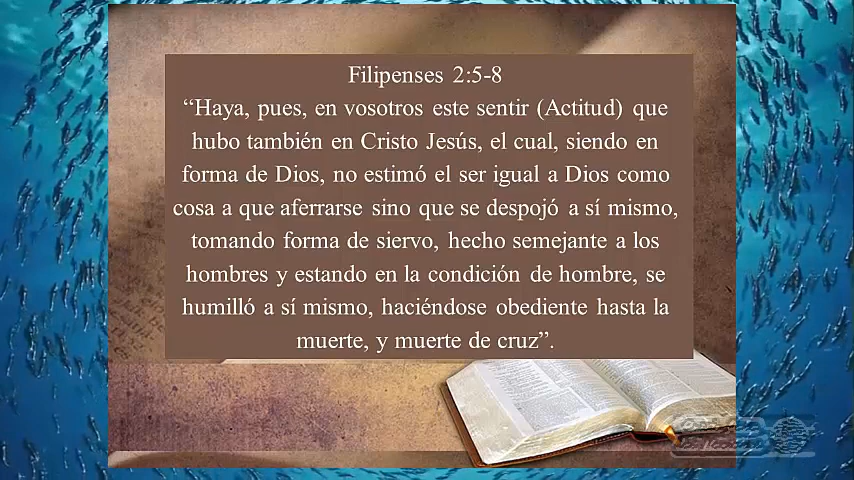 Filipenses 2:5-8
“Haya, pues, en vosotros este sentir (Actitud) que
hubo también en Cristo Jesús, el cual, siendo en
forma de Dios, no estimó el ser igual a Dios como
cosa a que aferrarse sino que se despojó a sí mismo,
tomando forma de siervo, hecho semejante a los
hombres y estando en la condición de hombre, se
humilló a sí mismo, haciéndose obediente hasta la
muerte, y muerte de cruz”.